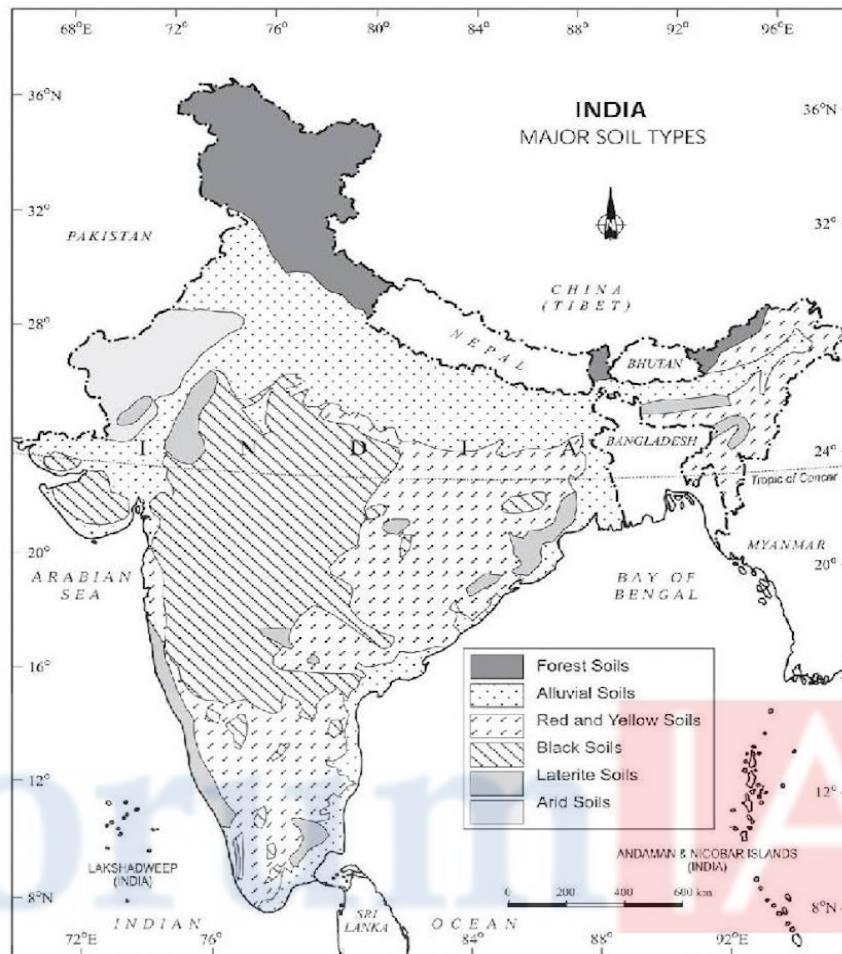 68°E 72° 76° 80° 84° 88° 92° 96°E
36°N
36°N
INDIA
MAJOR SOIL TYPES
N
32°
32°
PAKISTAN
CHINA
(TIBET)
28°
28°
NEPAL
BHUTAN
I N D I A
BANGLADESH
24°
Tropic of Cancer
MYANMAR
20°
20°
ARABIAN
SEA
BAY OF
BENGAL
16°
Forest Soils
Alluvial Soils
Red and Yellow Soils
Black Soils
Laterite Soils
Arid Soils
12°
12°
orumIA
LAKSHADWEEP
(INDIA)
ANDAMAN & NICOBAR ISLANDS
(INDIA)
8°N
8°N
0 200 400 600 km
SRI
LANKA
INDIAN OCEAN
72°E 76° 80° 84° 88° 92°E